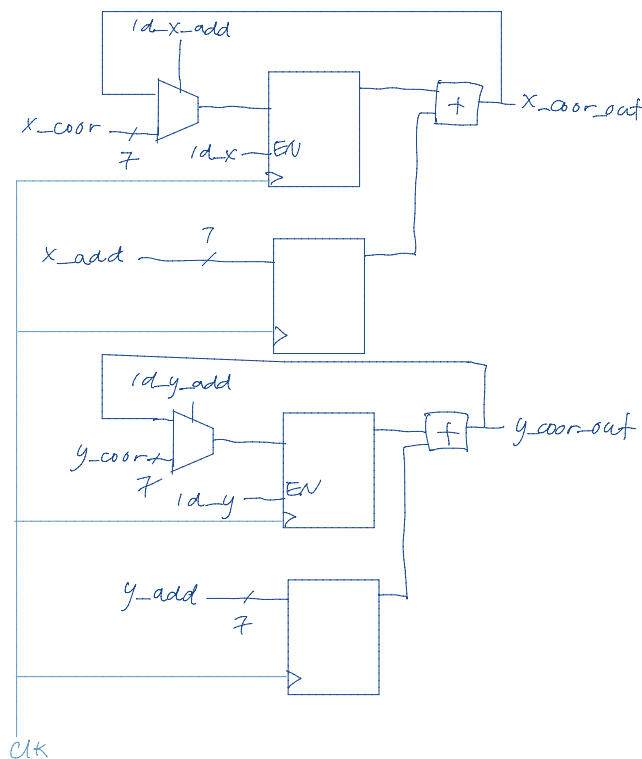 ld_x_add
x_coor
7
ld_x
EN
+
x_coor_out
x_add
7
ld_y_add
y_coor
7
ld_y
EN
+
y_coor_out
y_add
7
Clk